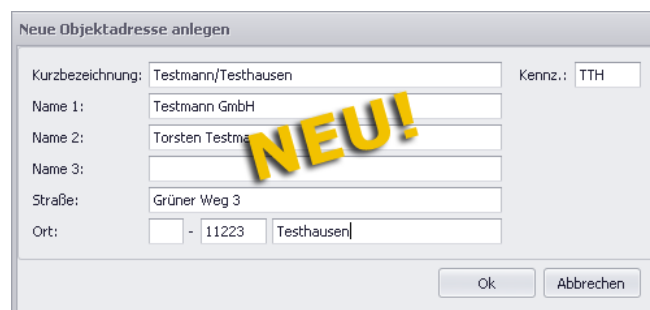 Neue Objektadresse anlegen
Kurzbezeichnung: Testmann/Testhausen Kennz.: TTH
Name 1: Testmann GmbH
Name 2: Torsten
Name 3:
Straße: Grüner Weg 3
Ort: - 11223 Testhausen
NEU!
Ok Abbrechen